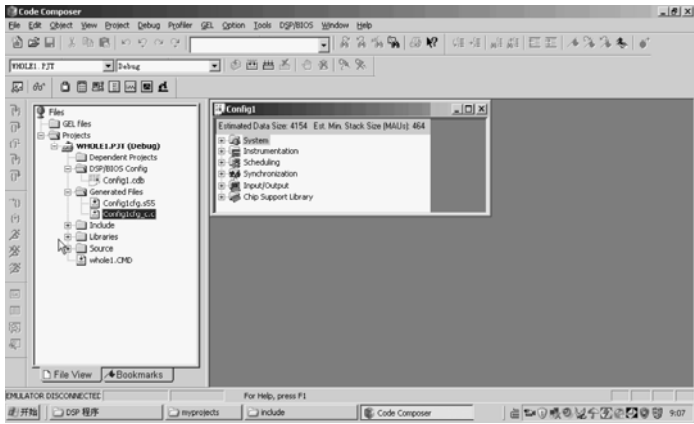 Code Composer
File Edit Object View Project Debug Profiler GEL Option Tools DSP/BIOS Window Help
WHOLE1.PJT Debug
Files
GEL files
Projects
WHOLE1.PJT (Debug)
Dependent Projects
DSP/BIOS Config
Config1.cdb
Generated Files
Config1cfg.s55
Config1cfg_c.c
Include
Libraries
Source
whole1.CMD
File View Bookmarks
Config1
Estimated Data Size: 4154 Est. Min. Stack Size (MAUs): 464
System
Instrumentation
Scheduling
Synchronization
Input/Output
Chip Support Library
EMULATOR DISCONNECTED For Help, press F1
开始 DSP 程序 myprojects include Code Composer 9:07